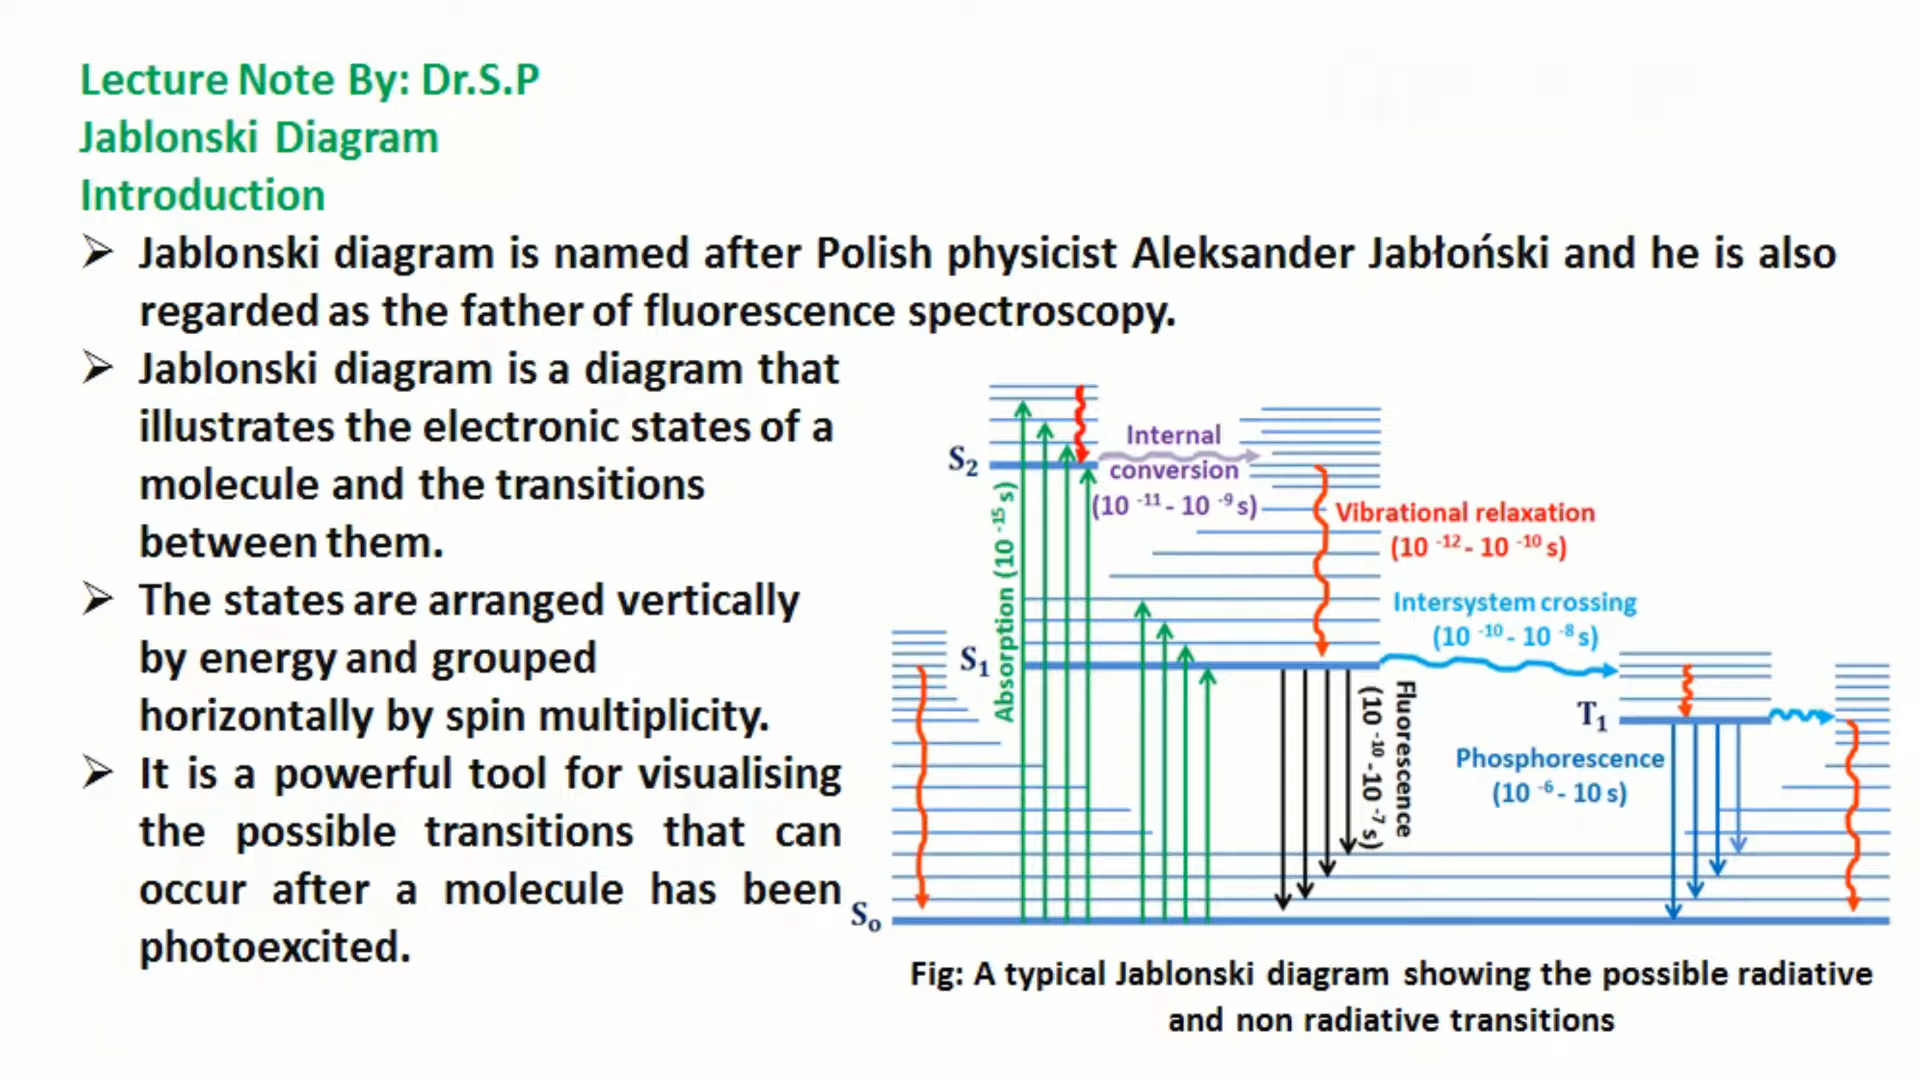 Lecture Note By: Dr.S.P
Jablonski Diagram
Introduction
➢ Jablonski diagram is named after Polish physicist Aleksander Jabłoński and he is also
regarded as the father of fluorescence spectroscopy.
➢ Jablonski diagram is a diagram that
illustrates the electronic states of a
molecule and the transitions
between them.
➢ The states are arranged vertically
by energy and grouped
horizontally by spin multiplicity.
➢ It is a powerful tool for visualising
the possible transitions that can
occur after a molecule has been
photoexcited.
S₂
Internal
conversion
(10 ⁻¹¹ - 10 ⁻⁹ s)
Absorption (10 ⁻¹⁵ s)
Vibrational relaxation
(10 ⁻¹² - 10 ⁻¹⁰ s)
Intersystem crossing
(10 ⁻¹⁰ - 10 ⁻⁸ s)
S₁
Fluorescence
(10 ⁻¹⁰ -10 ⁻⁷ s)
T₁
Phosphorescence
(10 ⁻⁶ - 10 s)
S₀
Fig: A typical Jablonski diagram showing the possible radiative
and non radiative transitions